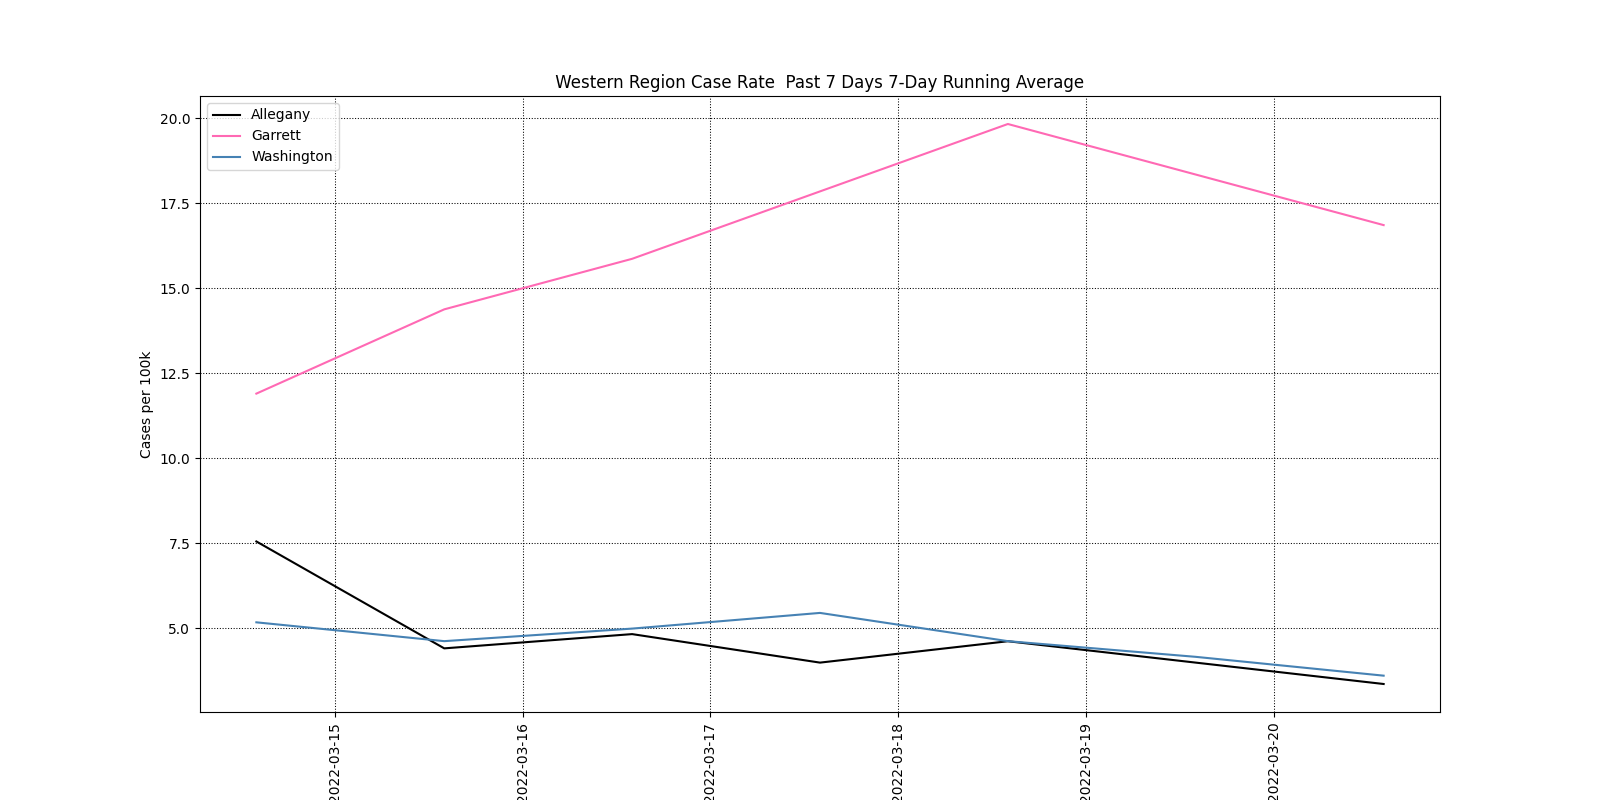 Western Region Case Rate  Past 7 Days 7-Day Running Average
Allegany
Garrett
Washington
Cases per 100k
20.0
17.5
15.0
12.5
10.0
7.5
5.0
2022-03-15
2022-03-16
2022-03-17
2022-03-18
2022-03-19
2022-03-20